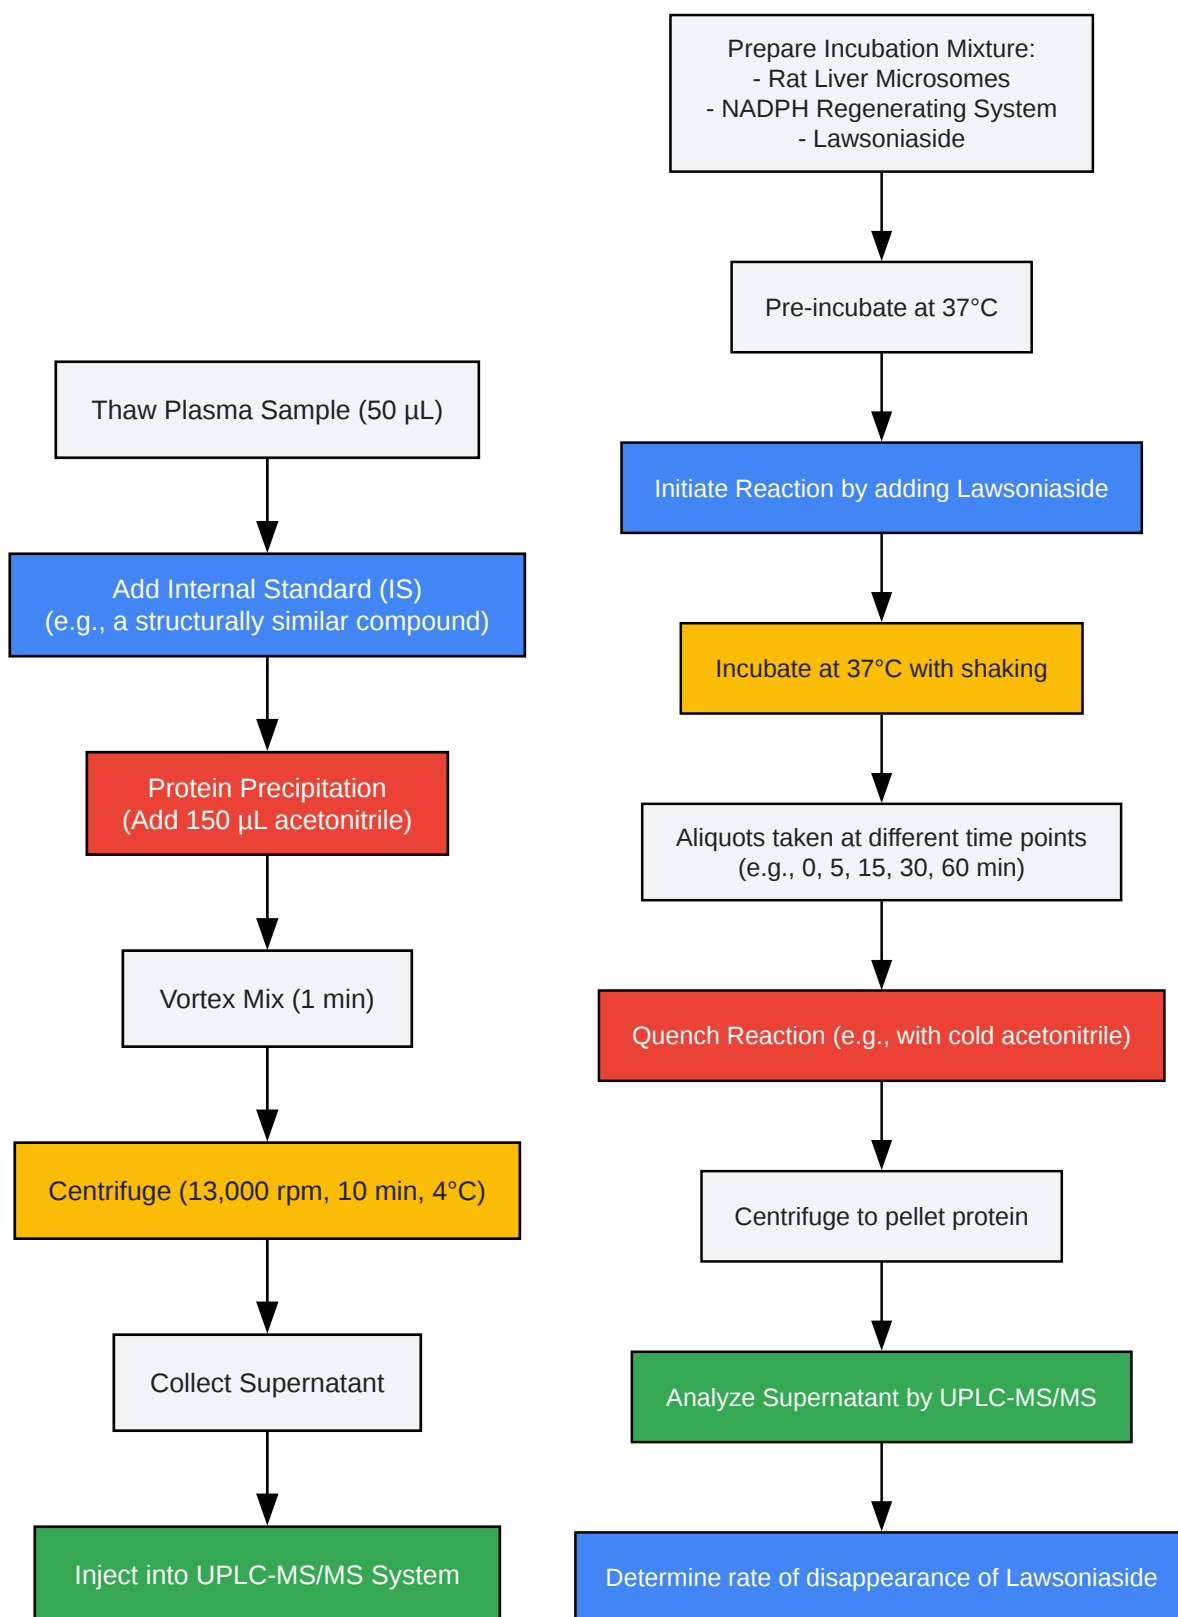 Thaw Plasma Sample (50 µL)
Add Internal Standard (IS)
(e.g., a structurally similar compound)
Protein Precipitation
(Add 150 µL acetonitrile)
Vortex Mix (1 min)
Centrifuge (13,000 rpm, 10 min, 4°C)
Collect Supernatant
Inject into UPLC-MS/MS System
Prepare Incubation Mixture:
- Rat Liver Microsomes
- NADPH Regenerating System
- Lawsoniaside
Pre-incubate at 37°C
Initiate Reaction by adding Lawsoniaside
Incubate at 37°C with shaking
Aliquots taken at different time points
(e.g., 0, 5, 15, 30, 60 min)
Quench Reaction (e.g., with cold acetonitrile)
Centrifuge to pellet protein
Analyze Supernatant by UPLC-MS/MS
Determine rate of disappearance of Lawsoniaside